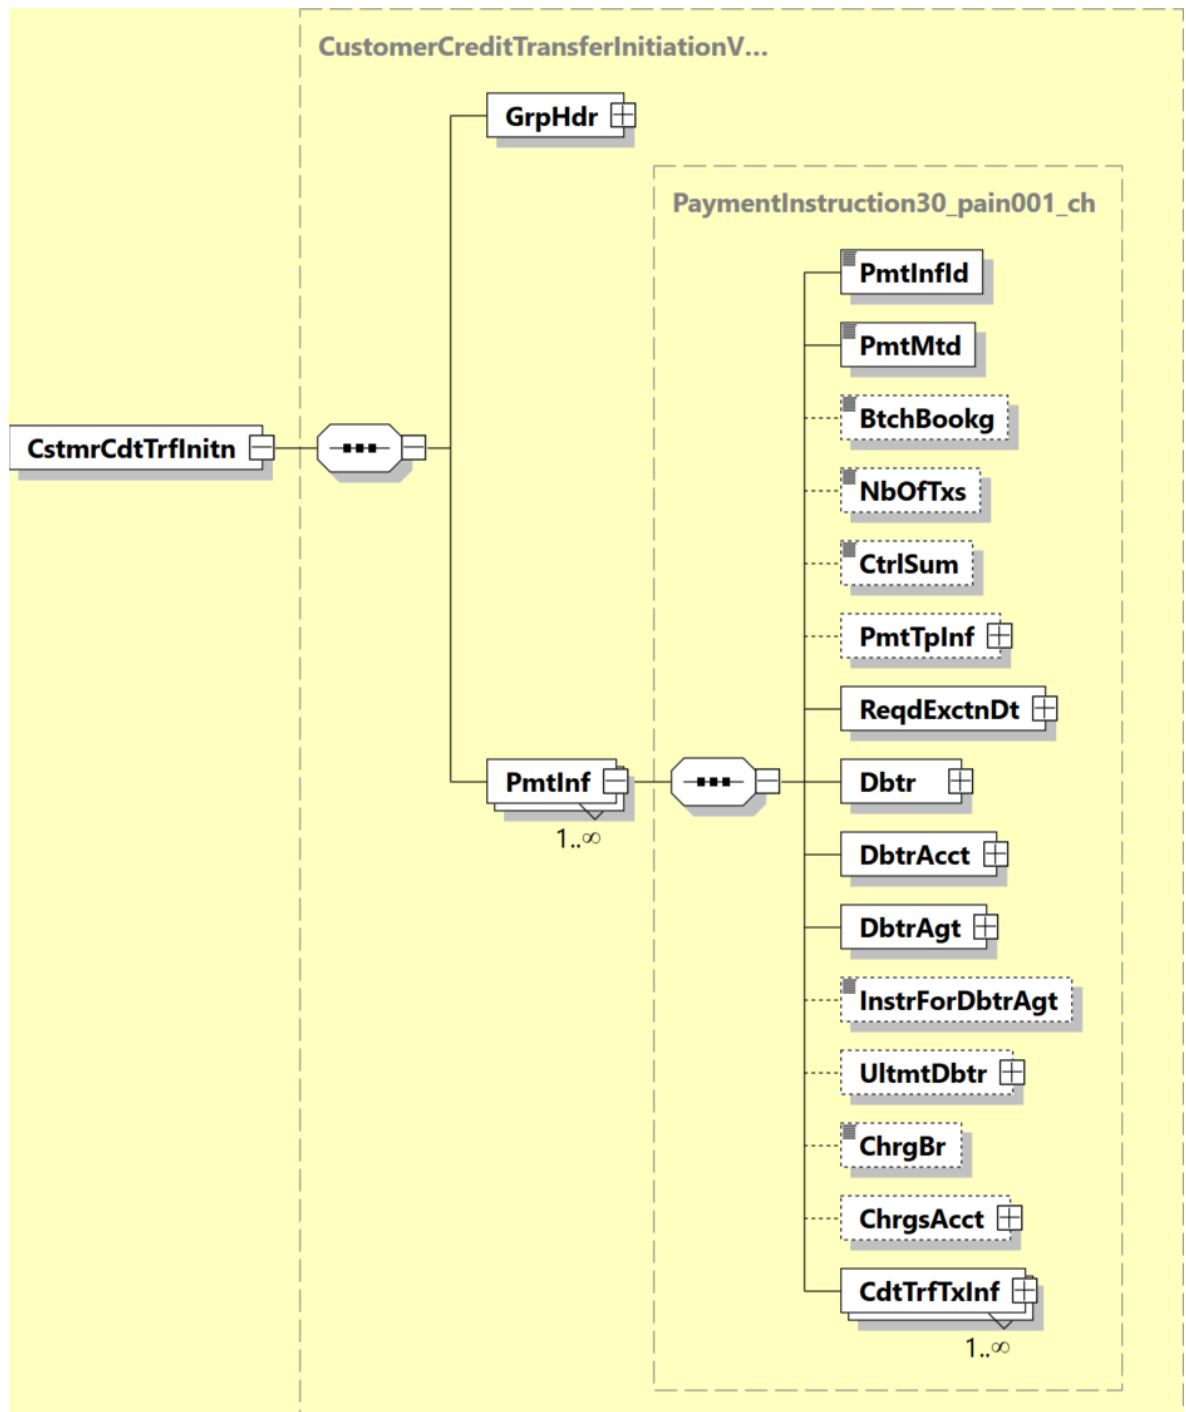 CustomerCreditTransferInitiationV...
GrpHdr
PaymentInstruction30_pain001_ch
PmtInfId
PmtMtd
BtchBookg
CstmrCdtTrfInitn
NbOfTxs
CtrlSum
PmtTpInf
ReqdExctnDt
PmtInf
Dbtr
1..∞
DbtrAcct
DbtrAgt
InstrForDbtrAgt
UltmtDbtr
ChrgBr
ChrgsAcct
CdtTrfTxInf
1..∞